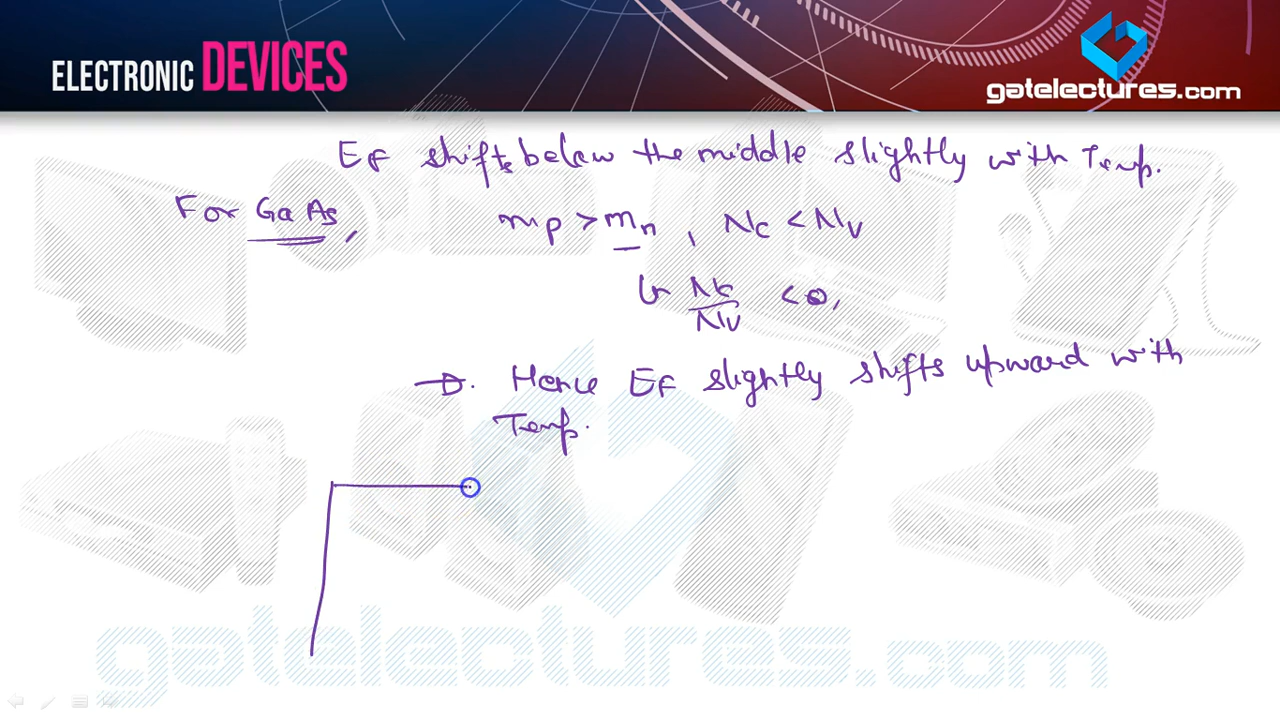 ELECTRONIC DEVICES
gatelectures.com
EF shifts below the middle slightly with Temp.
For GaAs, mp > mn , Nc < Nv
ln Nc/Nv < 0,
Hence EF slightly shifts upward with
Temp.
gatelectures.com